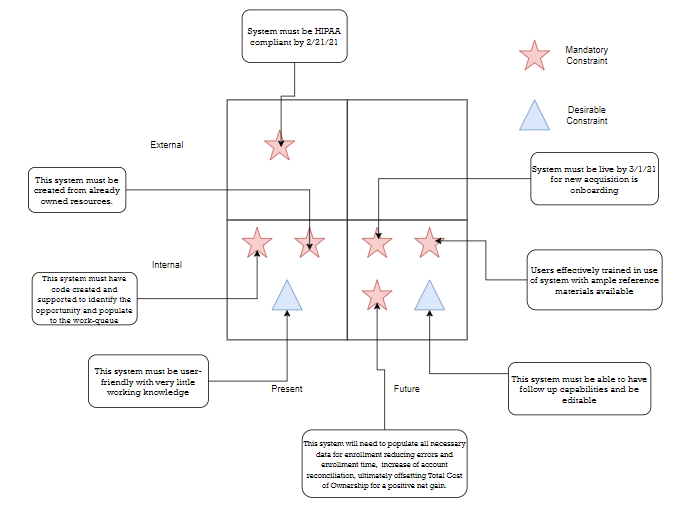 System must be HIPAA
compliant by 2/21/21
Mandatory
Constraint
Desirable
Constraint
External
System must be live by 3/1/21
for new acquisition is
onboarding
This system must be
created from already
owned resources.
Internal
Users effectively trained in use
of system with ample reference
materials available
This system must have
code created and
supported to identify the
opportunity and populate
to the work-queue
This system must be user-
friendly with very little
working knowledge
Present
Future
This system must be able to have
follow up capabilities and be
editable
This system will need to populate all necessary
data for enrollment reducing errors and
enrollment time, increase of account
reconciliation, ultimately offsetting Total Cost
of Ownership for a positive net gain.